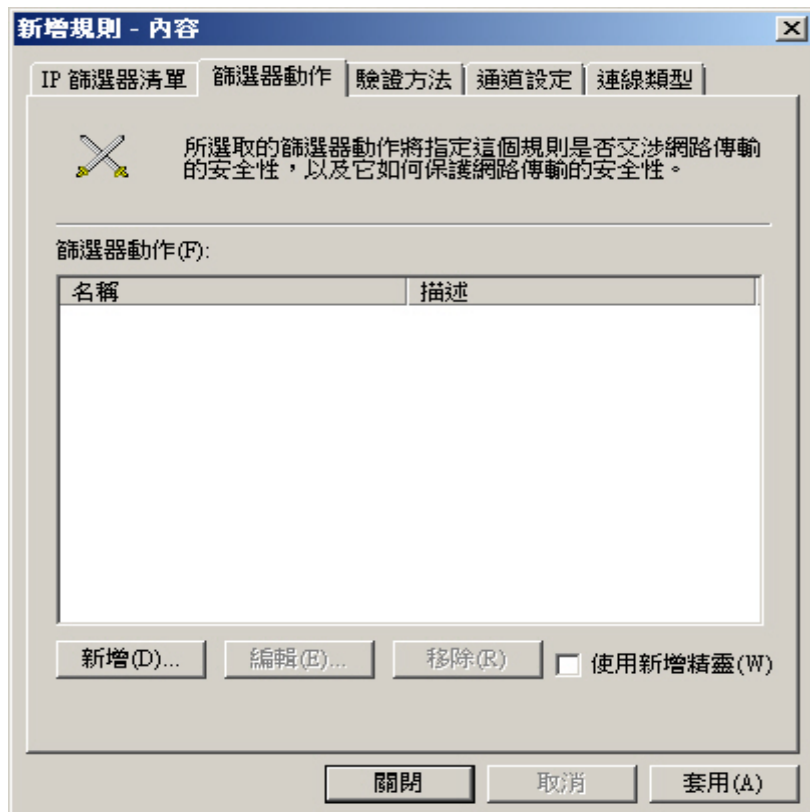 新增規則 - 內容
IP 篩選器清單 篩選器動作 驗證方法 通道設定 連線類型
所選取的篩選器動作將指定這個規則是否交涉網路傳輸
的安全性，以及它如何保護網路傳輸的安全性。
篩選器動作(F):
名稱 描述
新增(D)... 編輯(E)... 移除(R) 使用新增精靈(W)
關閉 取消 套用(A)